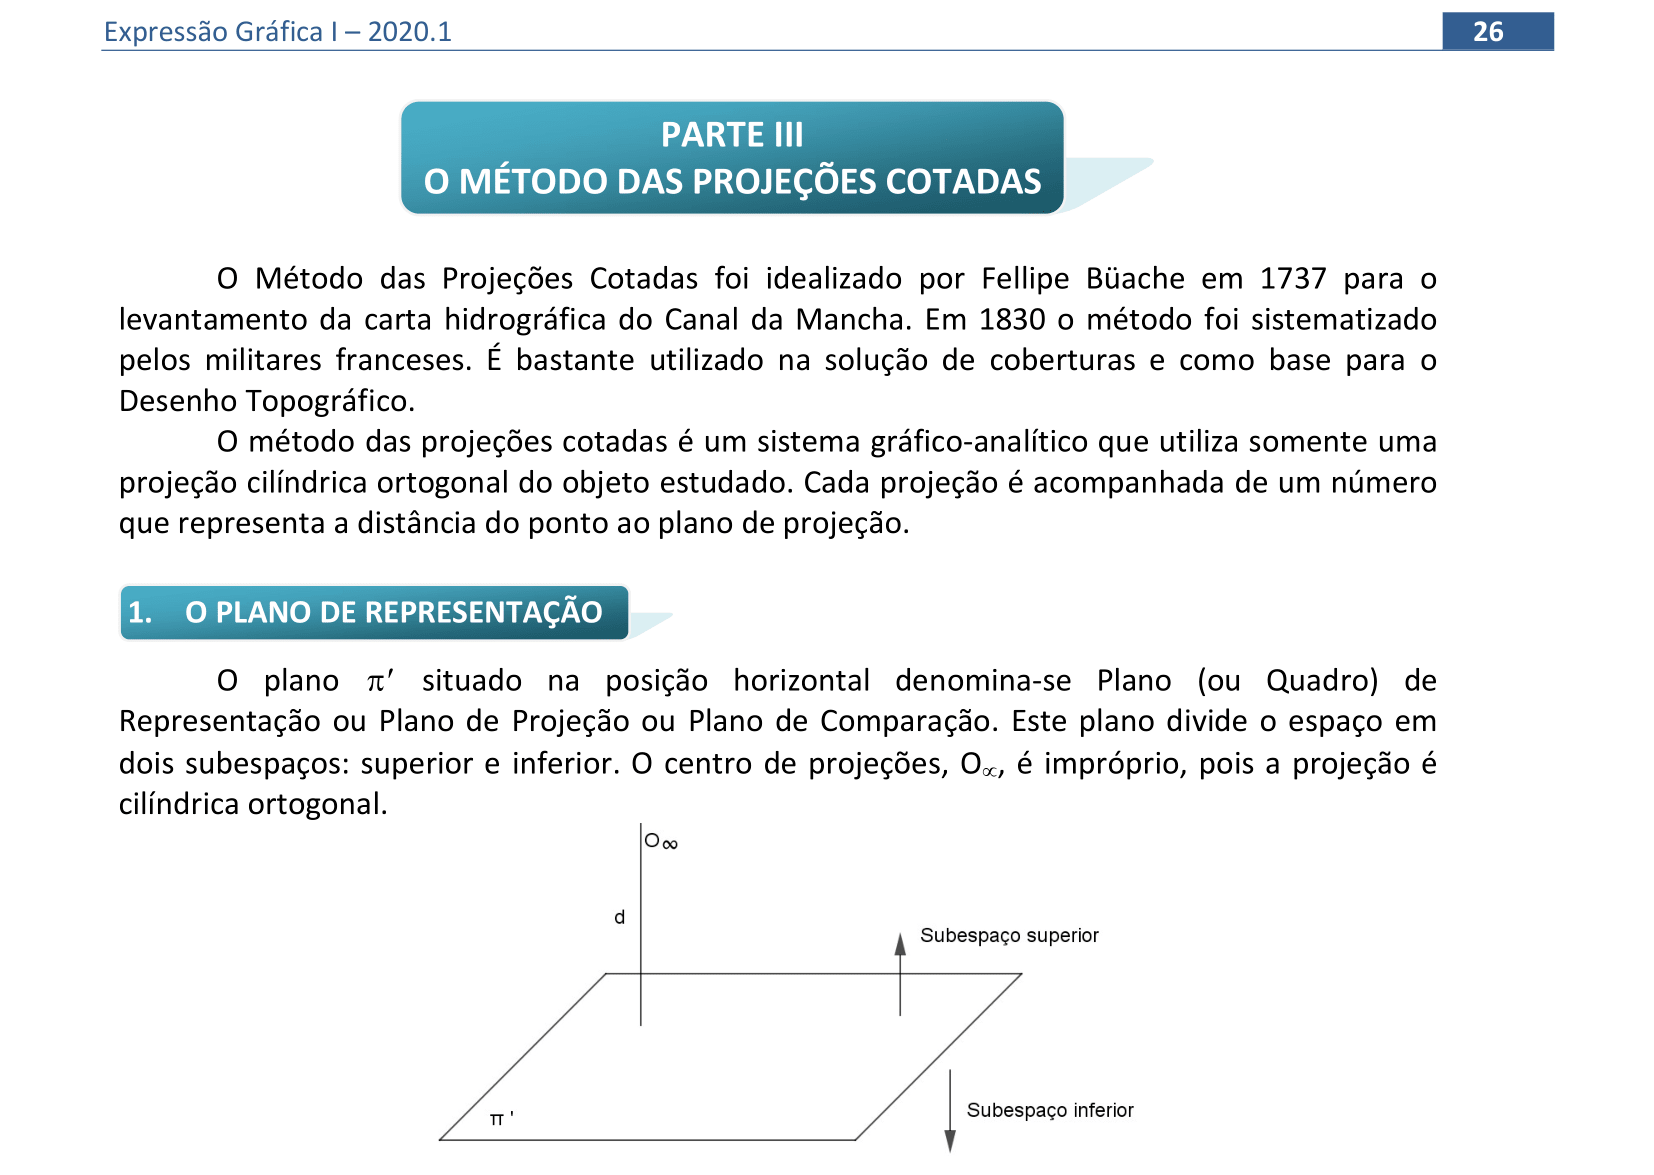 Expressão Gráfica I – 2020.1
26
PARTE III
O MÉTODO DAS PROJEÇÕES COTADAS
O Método das Projeções Cotadas foi idealizado por Fellipe Büache em 1737 para o
levantamento da carta hidrográfica do Canal da Mancha. Em 1830 o método foi sistematizado
pelos militares franceses. É bastante utilizado na solução de coberturas e como base para o
Desenho Topográfico.
O método das projeções cotadas é um sistema gráfico-analítico que utiliza somente uma
projeção cilíndrica ortogonal do objeto estudado. Cada projeção é acompanhada de um número
que representa a distância do ponto ao plano de projeção.
1. O PLANO DE REPRESENTAÇÃO
O plano π′ situado na posição horizontal denomina-se Plano (ou Quadro) de
Representação ou Plano de Projeção ou Plano de Comparação. Este plano divide o espaço em
dois subespaços: superior e inferior. O centro de projeções, O∝, é impróprio, pois a projeção é
cilíndrica ortogonal.
O∞
d
Subespaço superior
Subespaço inferior
π '